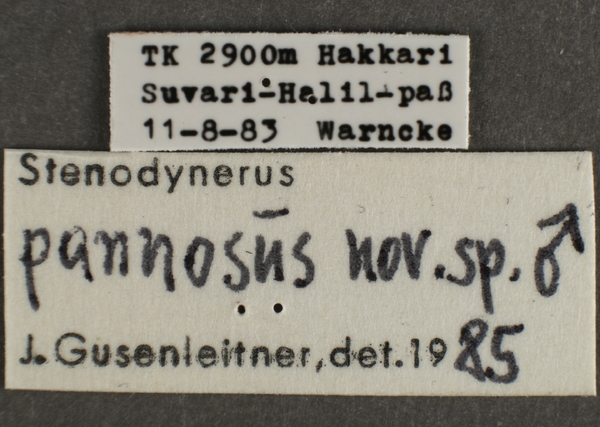 TK 2900m Hakkari
Suvari-Halil-paß
11-8-83 Warncke
Stenodynerus
pannosus nov.sp.♂
J.Gusenleitner,det.1985